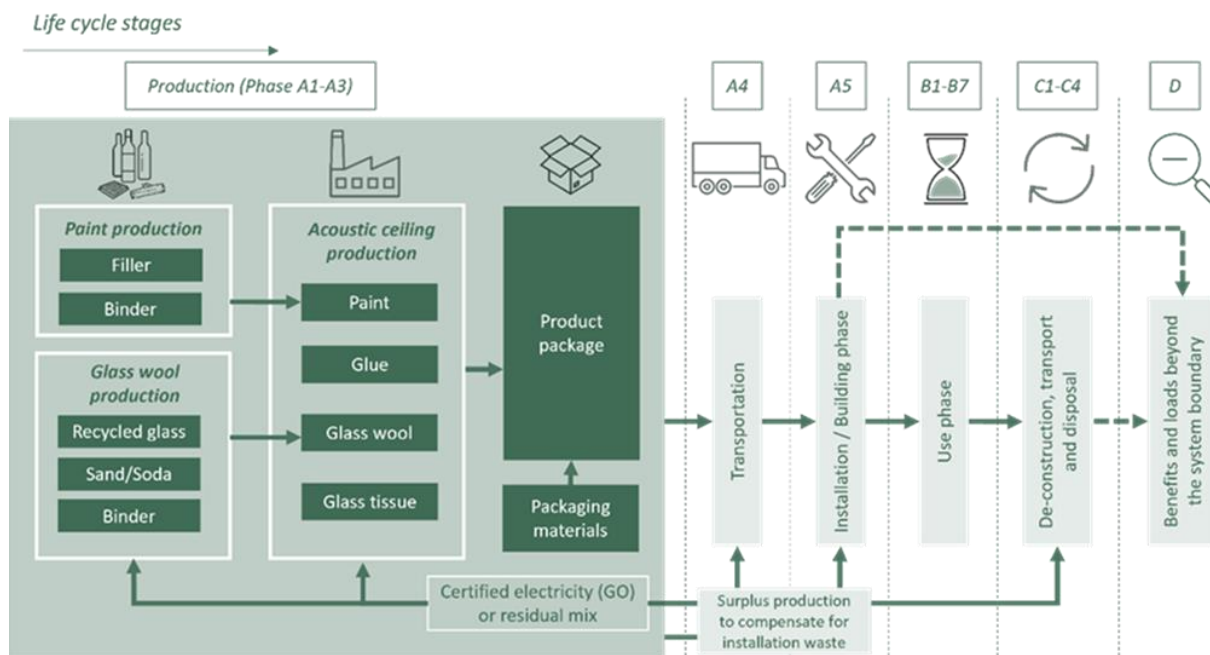 Life cycle stages
Production (Phase A1-A3)
A4
A5
B1-B7
C1-C4
D
Paint production
Filler
Binder
Glass wool
production
Recycled glass
Sand/Soda
Binder
Acoustic ceiling
production
Paint
Glue
Glass wool
Glass tissue
Product
package
Packaging
materials
Certified electricity (GO)
or residual mix
Transportation
Installation / Building phase
Use phase
De-construction, transport
and disposal
Benefits and loads beyond
the system boundary
Surplus production
to compensate for
installation waste